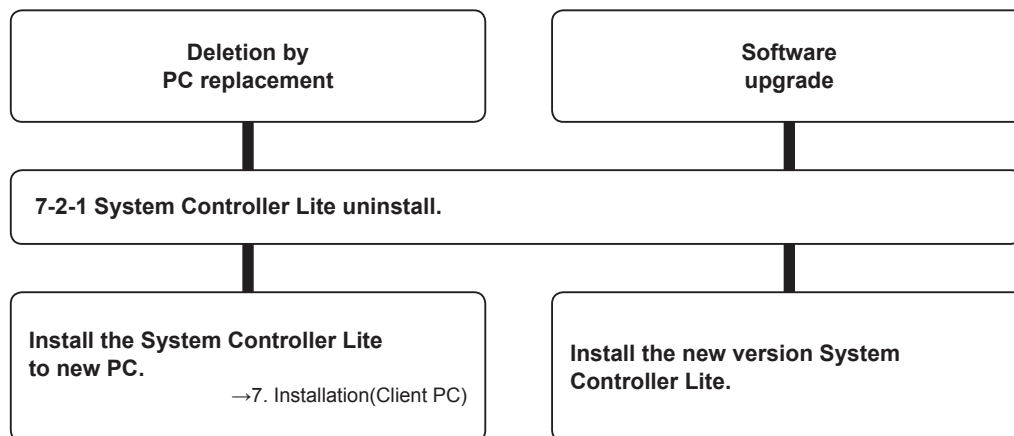 Deletion by
PC replacement
Software
upgrade
7-2-1 System Controller Lite uninstall.
Install the System Controller Lite
to new PC.
→7. Installation(Client PC)
Install the new version System
Controller Lite.